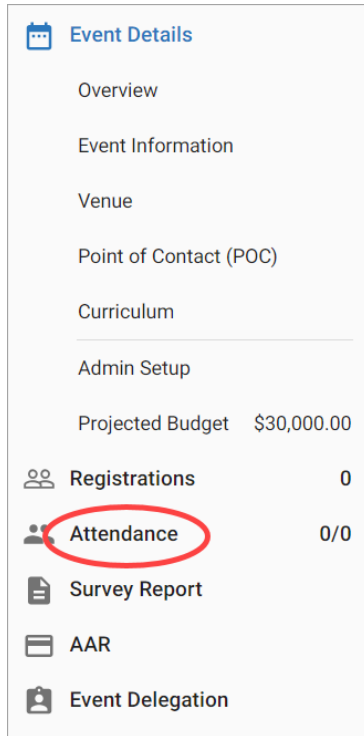 Event Details
Overview
Event Information
Venue
Point of Contact (POC)
Curriculum
Admin Setup
Projected Budget $30,000.00
Registrations 0
Attendance 0/0
Survey Report
AAR
Event Delegation